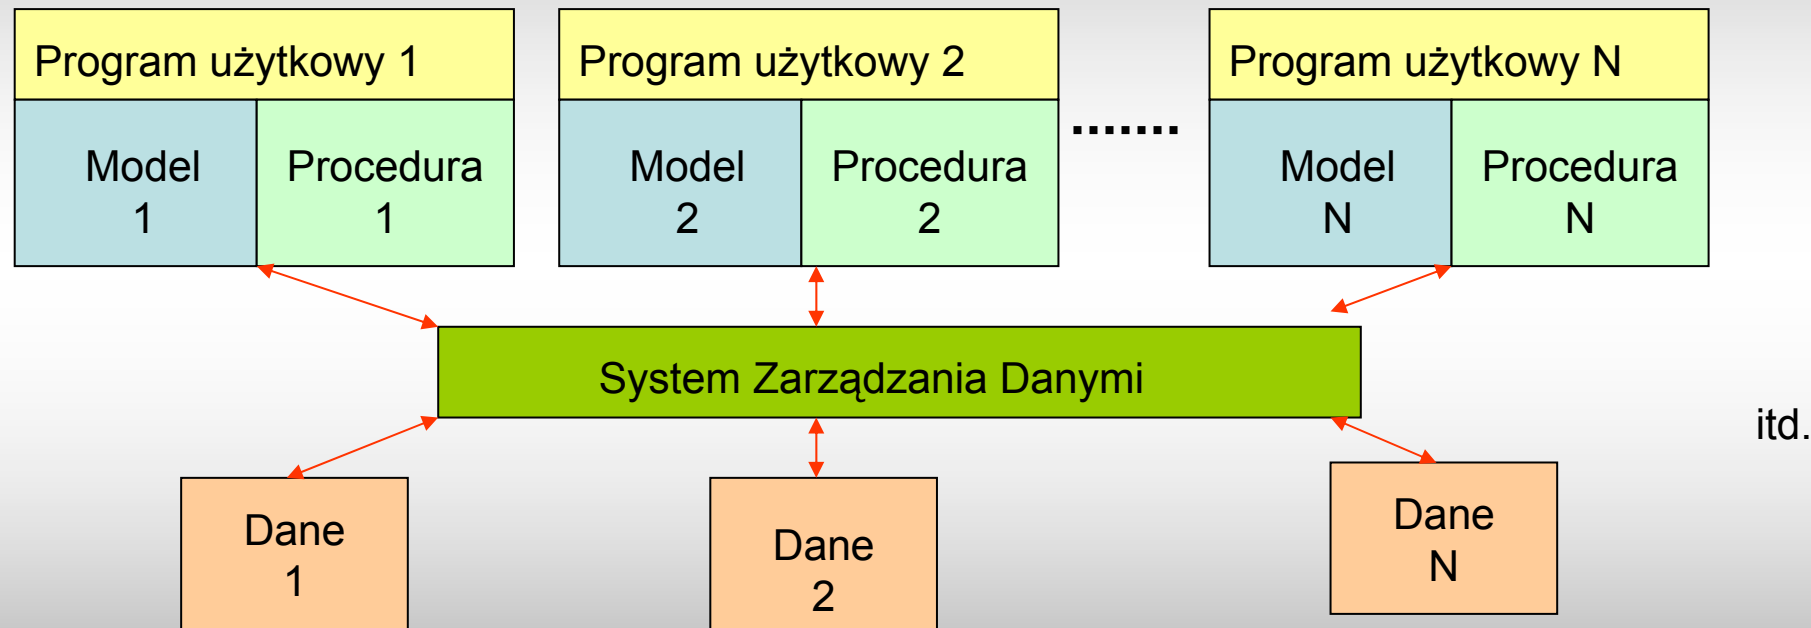 Program użytkowy 1
Model
1
Procedura
1
Program użytkowy 2
Model
2
Procedura
2
.......
Program użytkowy N
Model
N
Procedura
N
System Zarządzania Danymi
itd.
Dane
1
Dane
2
Dane
N